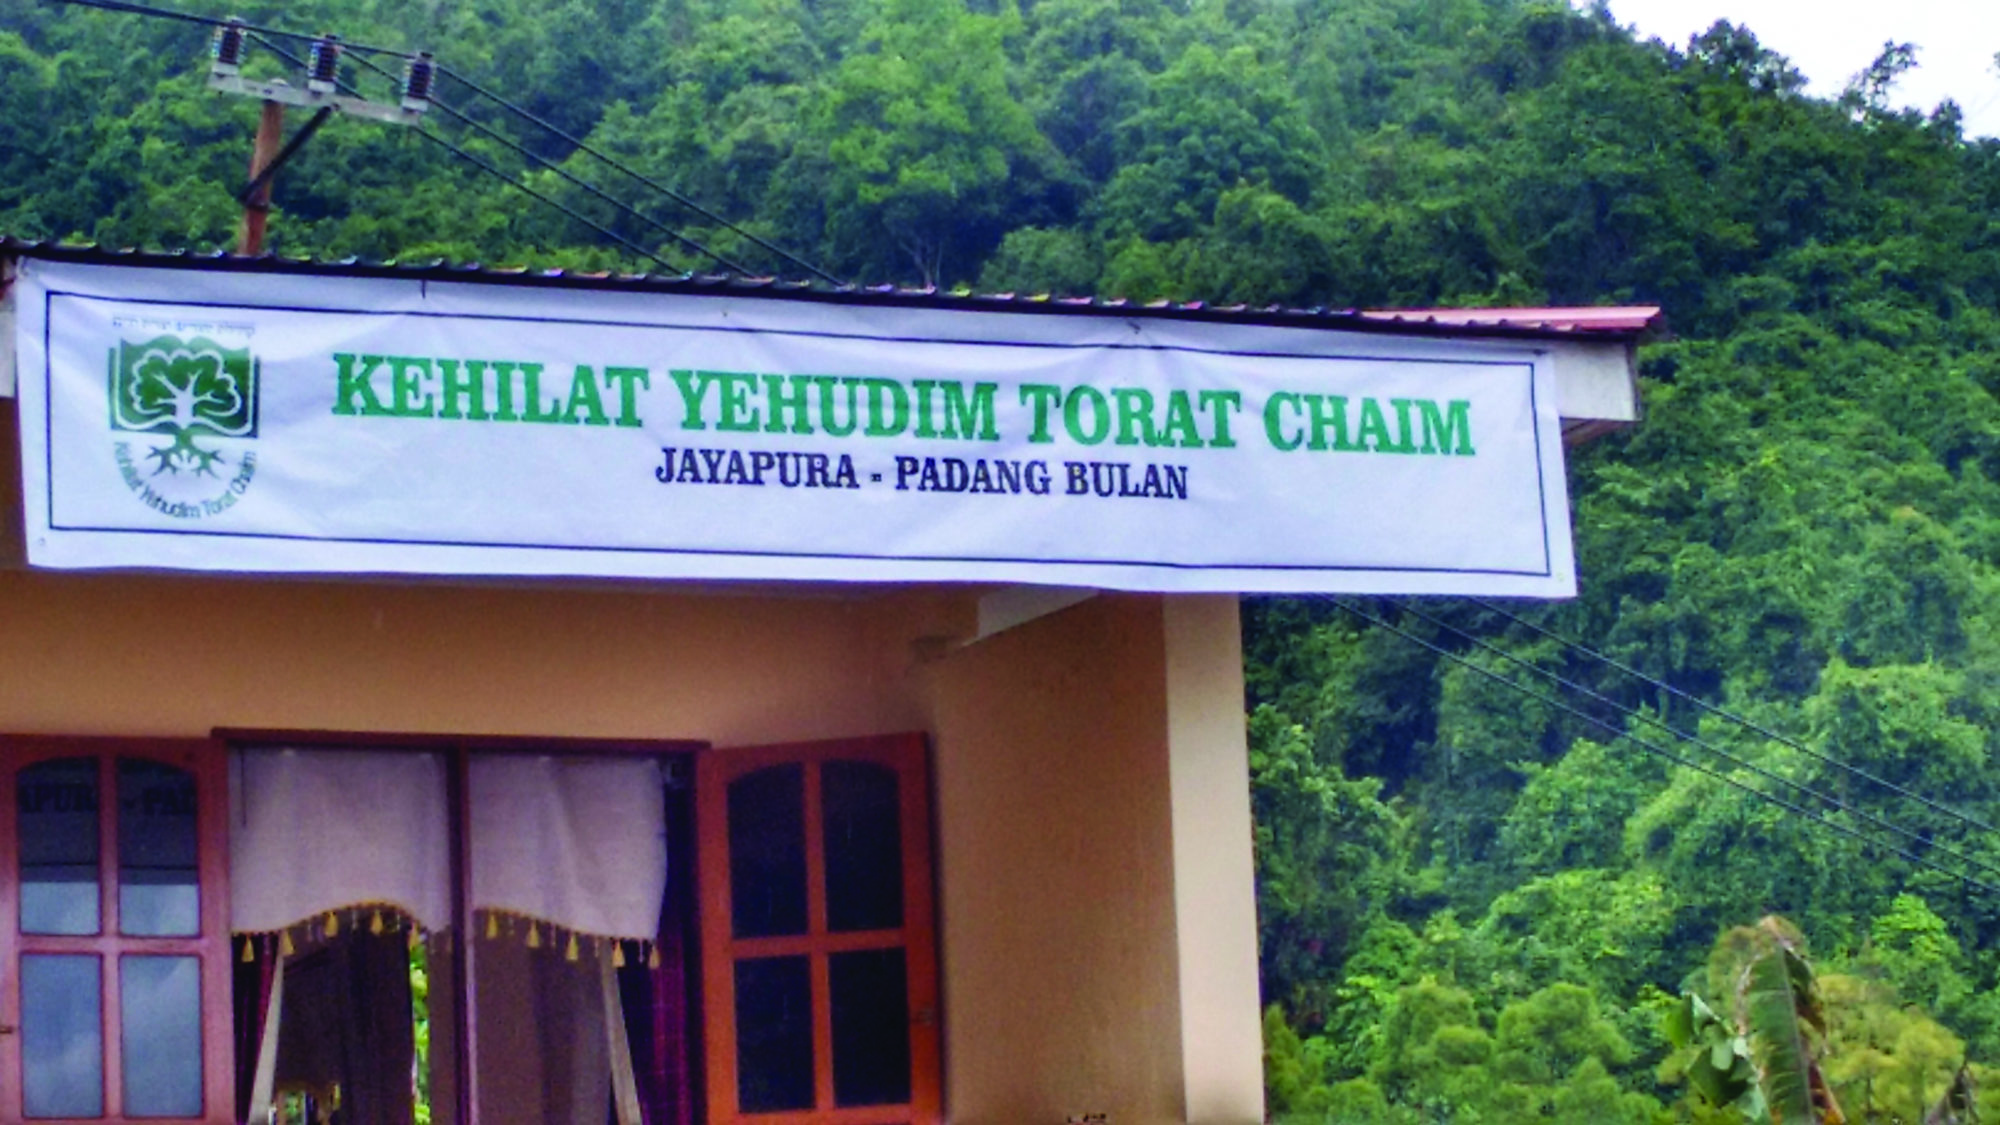 KEHILAT YEHUDIM TORAT CHAIM
JAYAPURA - PADANG BULAN
Kehilat Yehudim Torat Chaim